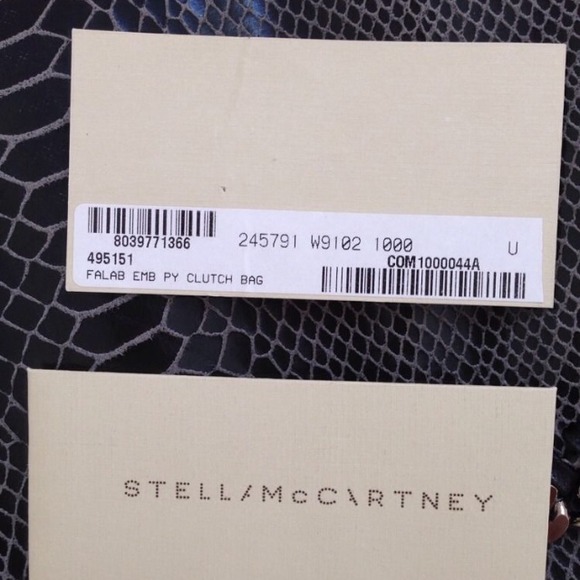 8039771366 245791 W9102 1000 U
495151 COM1000044A
FALAB EMB PY CLUTCH BAG
STELLA McCARTNEY